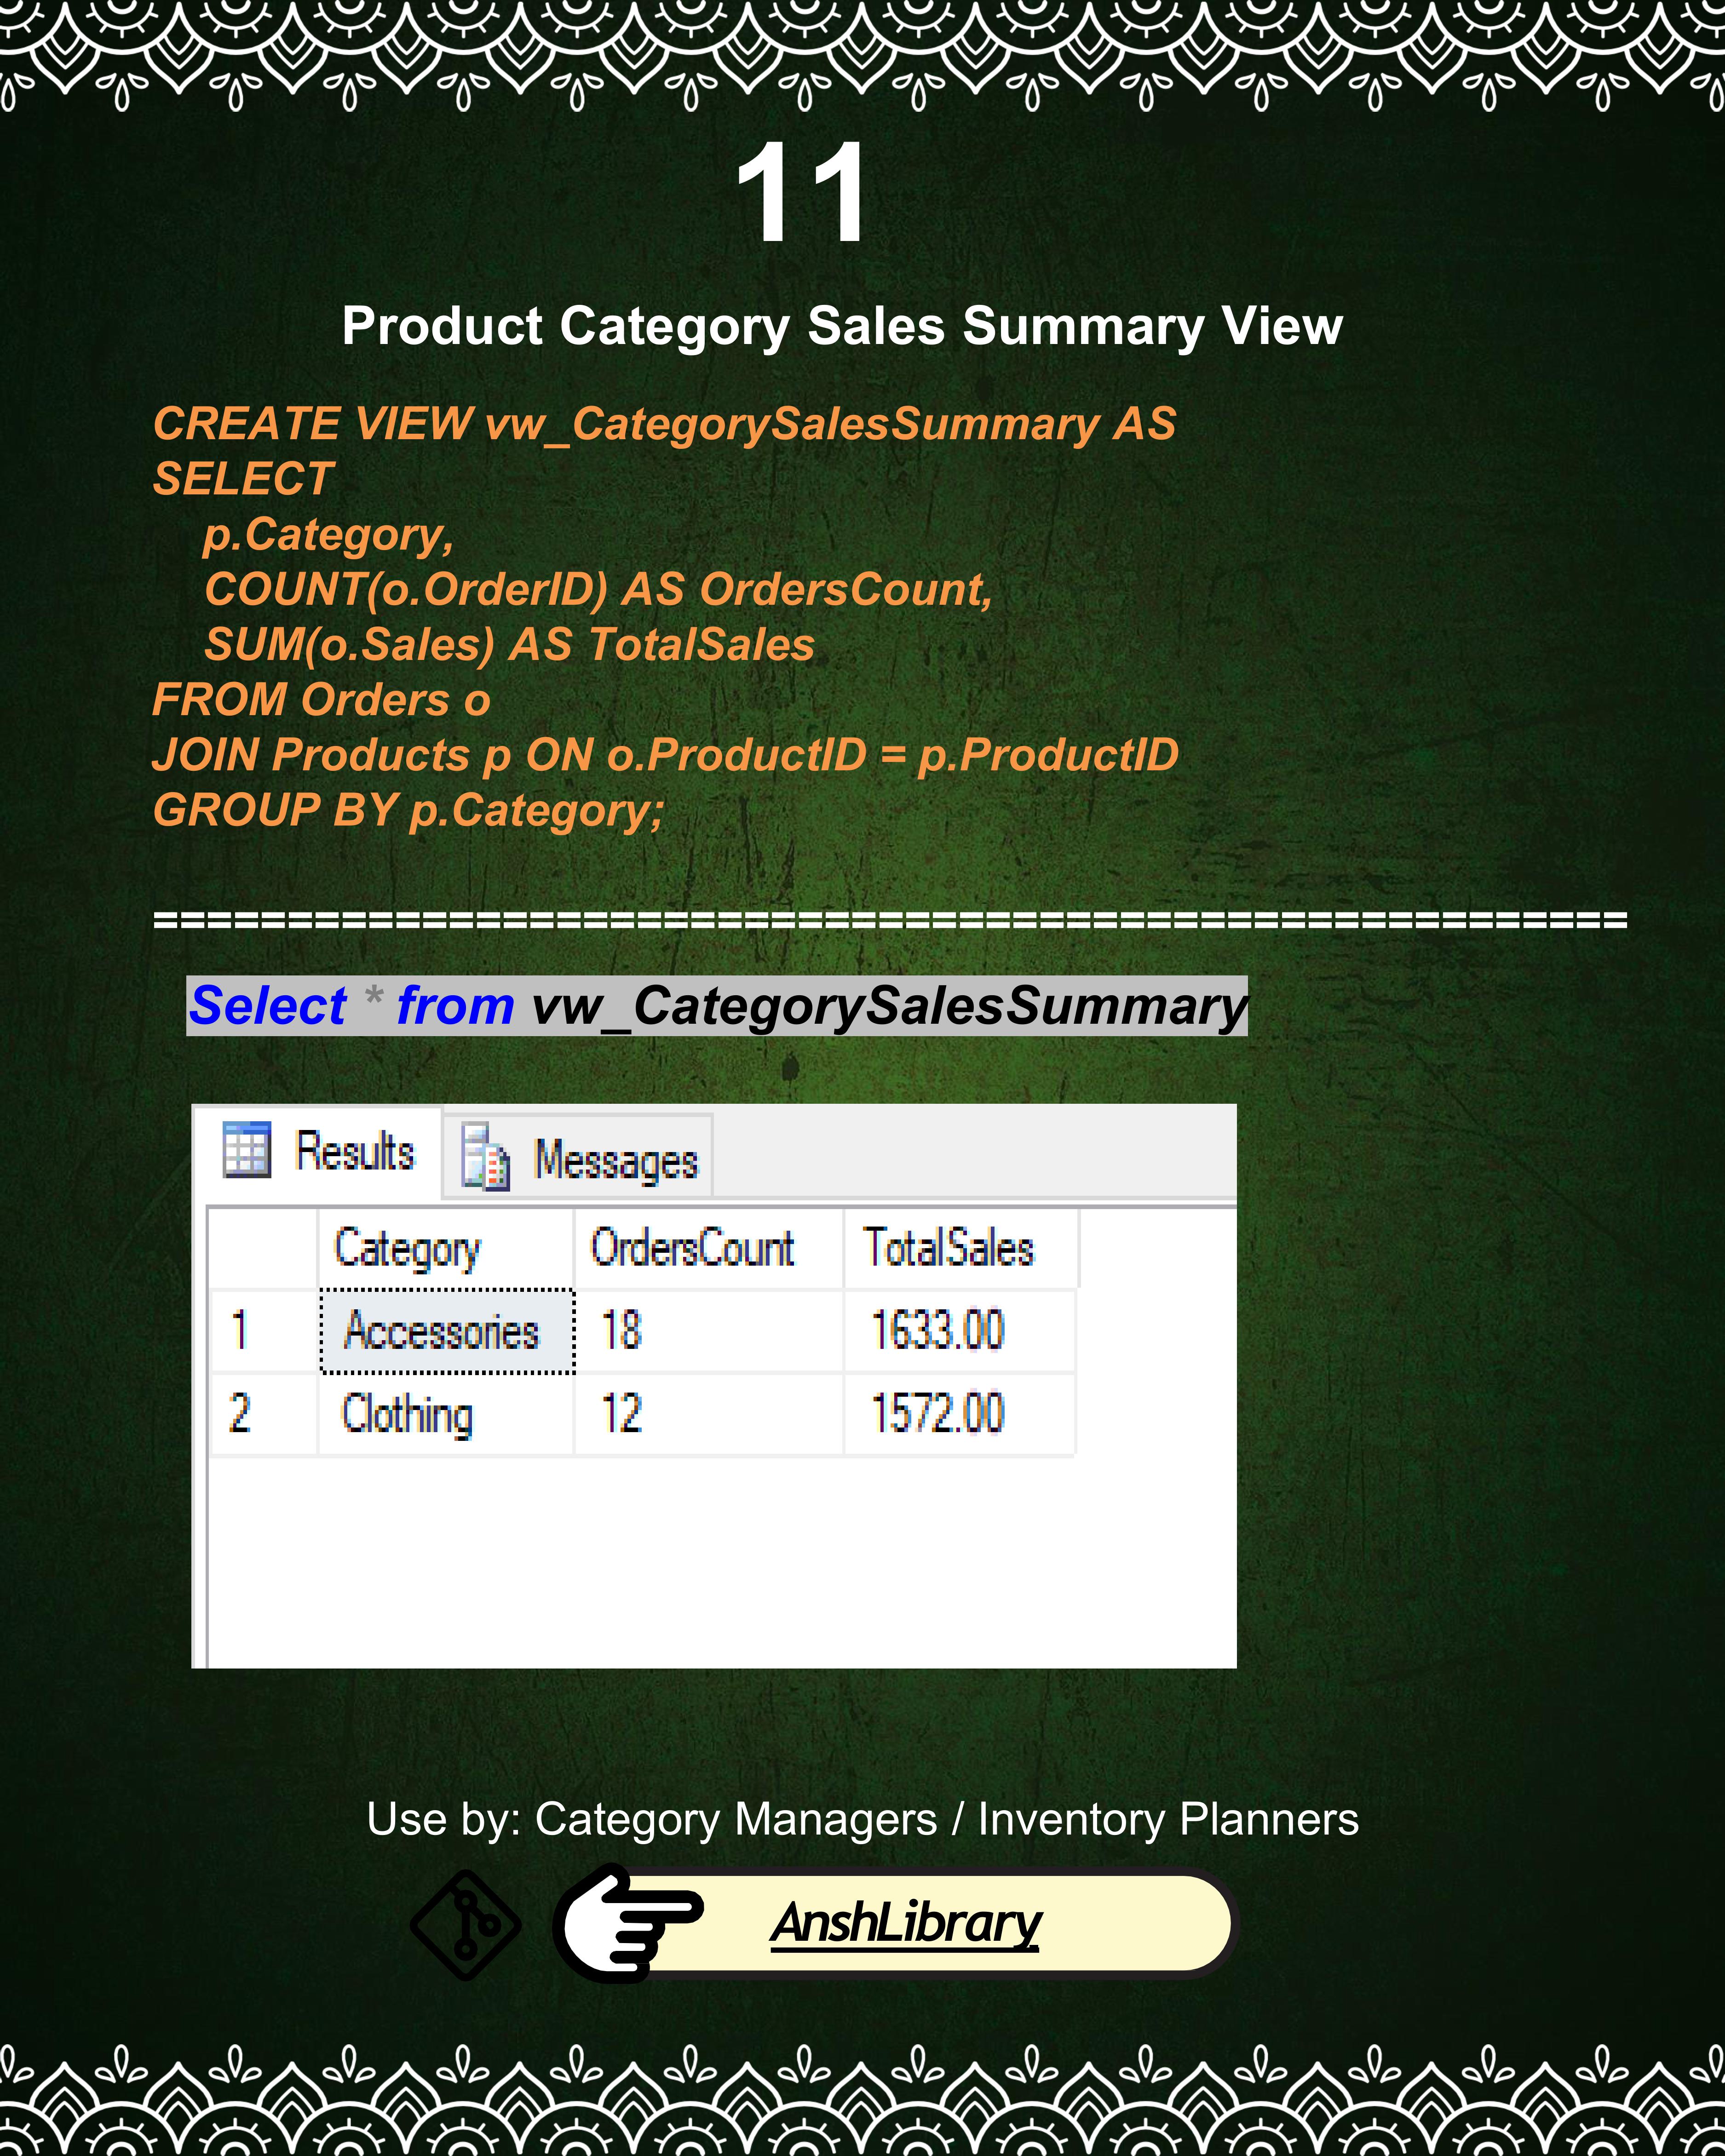 11
Product Category Sales Summary View
CREATE VIEW vw_CategorySalesSummary AS
SELECT
p.Category,
COUNT(o.OrderID) AS OrdersCount,
SUM(o.Sales) AS TotalSales
FROM Orders o
JOIN Products p ON o.ProductID = p.ProductID
GROUP BY p.Category;
=======================================================
Select * from vw_CategorySalesSummary
Results Messages
Category OrdersCount TotalSales
1 Accessories 18 1633.00
2 Clothing 12 1572.00
Use by: Category Managers / Inventory Planners
AnshLibrary